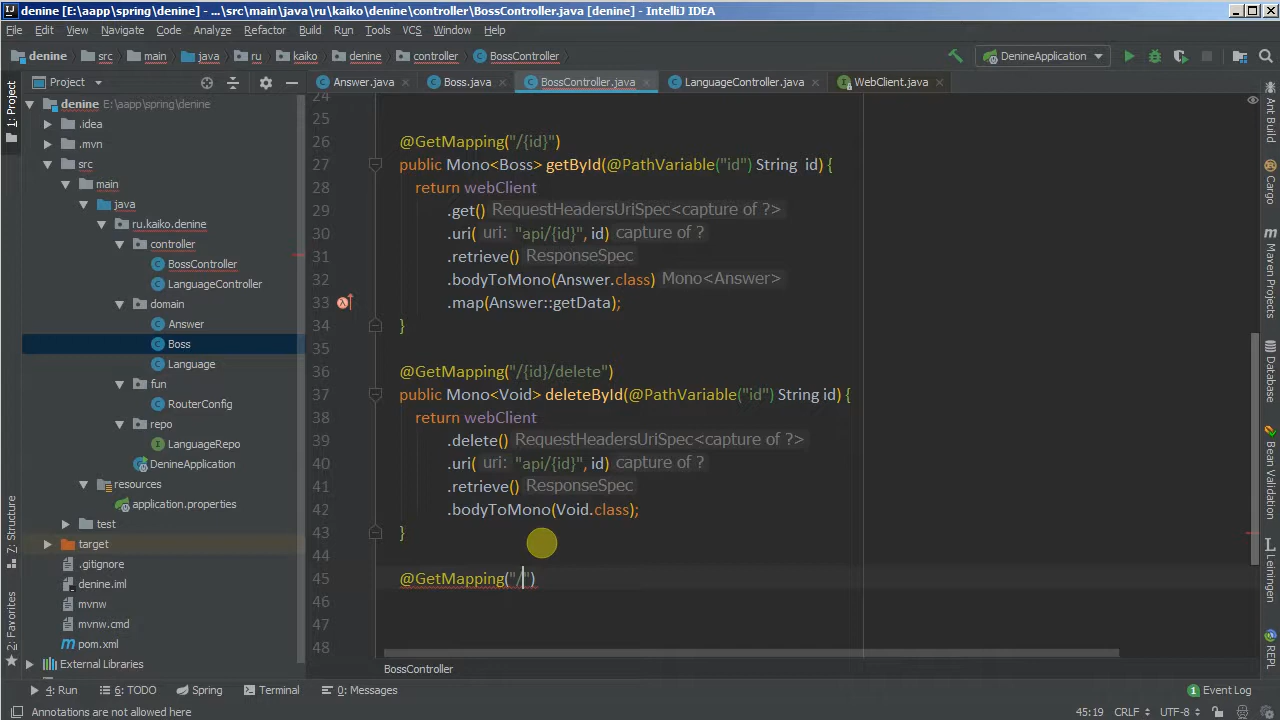 denine [E:\aapp\spring\denine] - ...\src\main\java\ru\kaiko\denine\controller\BossController.java [denine] - IntelliJ IDEA
File Edit View Navigate Code Analyze Refactor Build Run Tools VCS Window Help
denine src main java ru kaiko denine controller BossController DenineApplication
Project Answer.java Boss.java BossController.java LanguageController.java WebClient.java
1: Project
Z: Structure
2: Favorites
denine E:\aapp\spring\denine
.idea
.mvn
src
main
java
ru.kaiko.denine
controller
BossController
LanguageController
domain
Answer
Boss
Language
fun
RouterConfig
repo
LanguageRepo
DenineApplication
resources
application.properties
test
target
.gitignore
denine.iml
mvnw
mvnw.cmd
pom.xml
External Libraries
24
25
26 @GetMapping("/{id}")
27 public Mono<Boss> getById(@PathVariable("id") String id) {
28 return webClient
29 .get() RequestHeadersUriSpec<capture of ?>
30 .uri( uri: "api/{id}", id) capture of ?
31 .retrieve() ResponseSpec
32 .bodyToMono(Answer.class) Mono<Answer>
33 .map(Answer::getData);
34 }
35
36 @GetMapping("/{id}/delete")
37 public Mono<Void> deleteById(@PathVariable("id") String id) {
38 return webClient
39 .delete() RequestHeadersUriSpec<capture of ?>
40 .uri( uri: "api/{id}", id) capture of ?
41 .retrieve() ResponseSpec
42 .bodyToMono(Void.class);
43 }
44
45 @GetMapping("/")
46
47
48
BossController
Ant Build
Cargo
Maven Projects
Database
Bean Validation
Leiningen
REPL
4: Run 6: TODO Spring Terminal 0: Messages 1 Event Log
Annotations are not allowed here 45:19 CRLF UTF-8